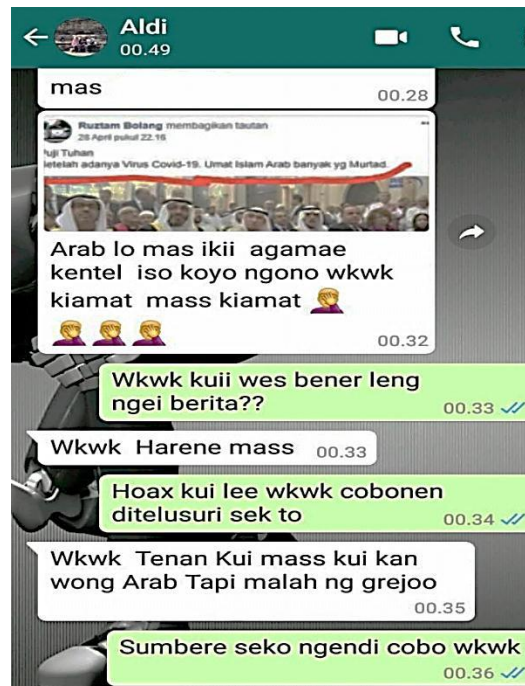 Aldi
00.49
mas
00.28
Ruztam Bolang membagikan tautan
28 April pukul 22.16
Puji Tuhan
Setelah adanya Virus Covid-19. Umat Islam Arab banyak yg Murtad.
Arab lo mas ikii agamae
kentel iso koyo ngono wkwk
kiamat mass kiamat 🤦
🤦🤦🤦
00.32
Wkwk kuii wes bener leng
ngei berita??
00.33
Wkwk Harene mass
00.33
Hoax kui lee wkwk cobonen
ditelusuri sek to
00.34
Wkwk Tenan Kui mass kui kan
wong Arab Tapi malah ng grejoo
00.35
Sumbere seko ngendi cobo wkwk
00.36